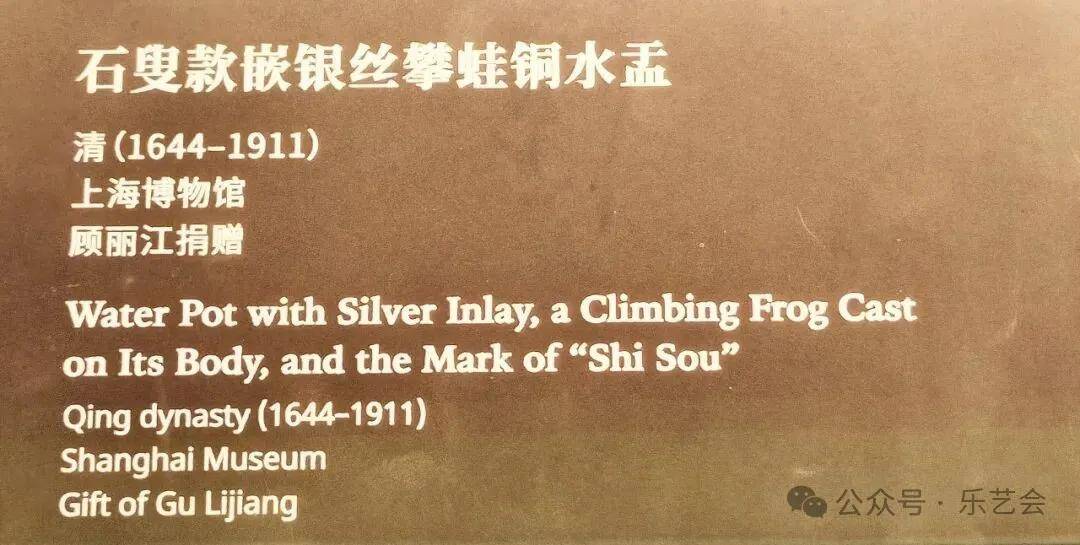 石叟款嵌银丝攀蛙铜水盂
清(1644–1911)
上海博物馆
顾丽江捐赠
Water Pot with Silver Inlay, a Climbing Frog Cast
on Its Body, and the Mark of “Shi Sou”
Qing dynasty (1644–1911)
Shanghai Museum
Gift of Gu Lijiang
公众号 · 乐艺会